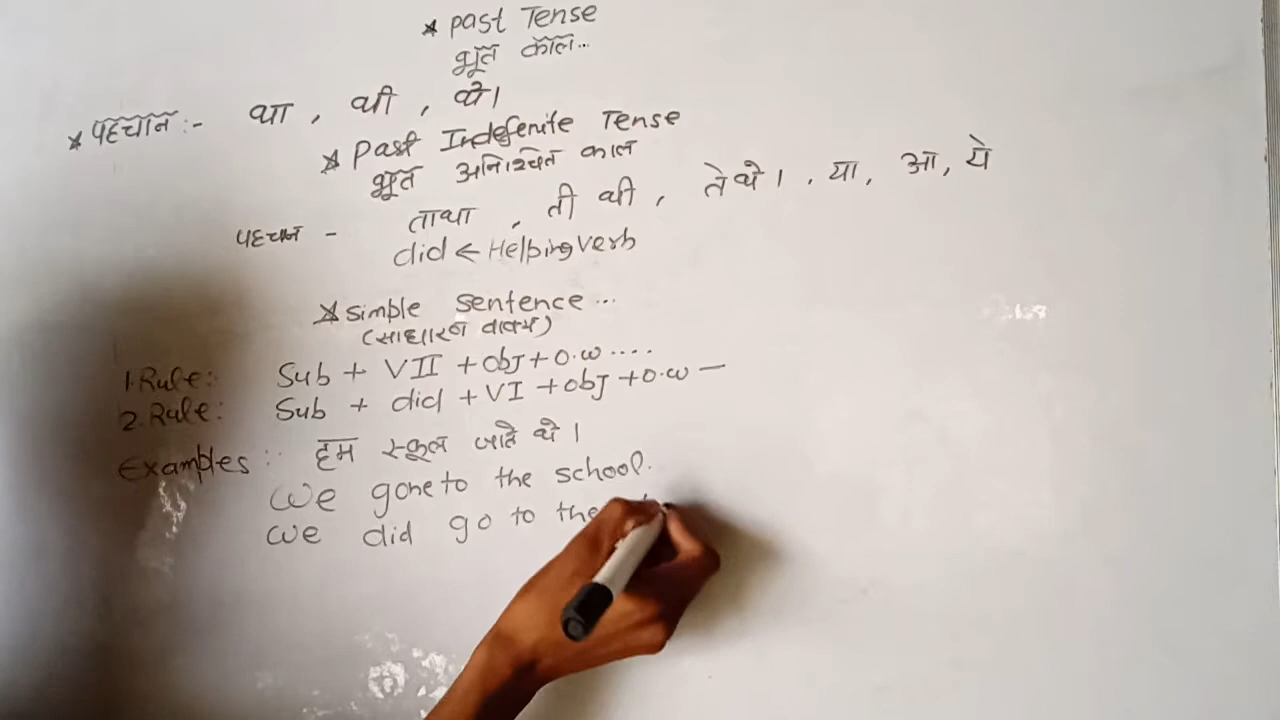 * Past Tense
भूत काल...
* पहचान :- था , थी , थे।
* Past Indefenite Tense
भूत अनिश्चित काल
पहचान - ताथा , ती थी , ते थे। , या, आ, ये
did ← Helping verb
* simple sentence...
(साधारण वाक्य)
1. Rule: Sub + VII + obj + o.w ....
2. Rule: Sub + did + VI + obj + o.w —
Examples :- हम स्कूल जाते थे।
we gone to the school.
we did go to the